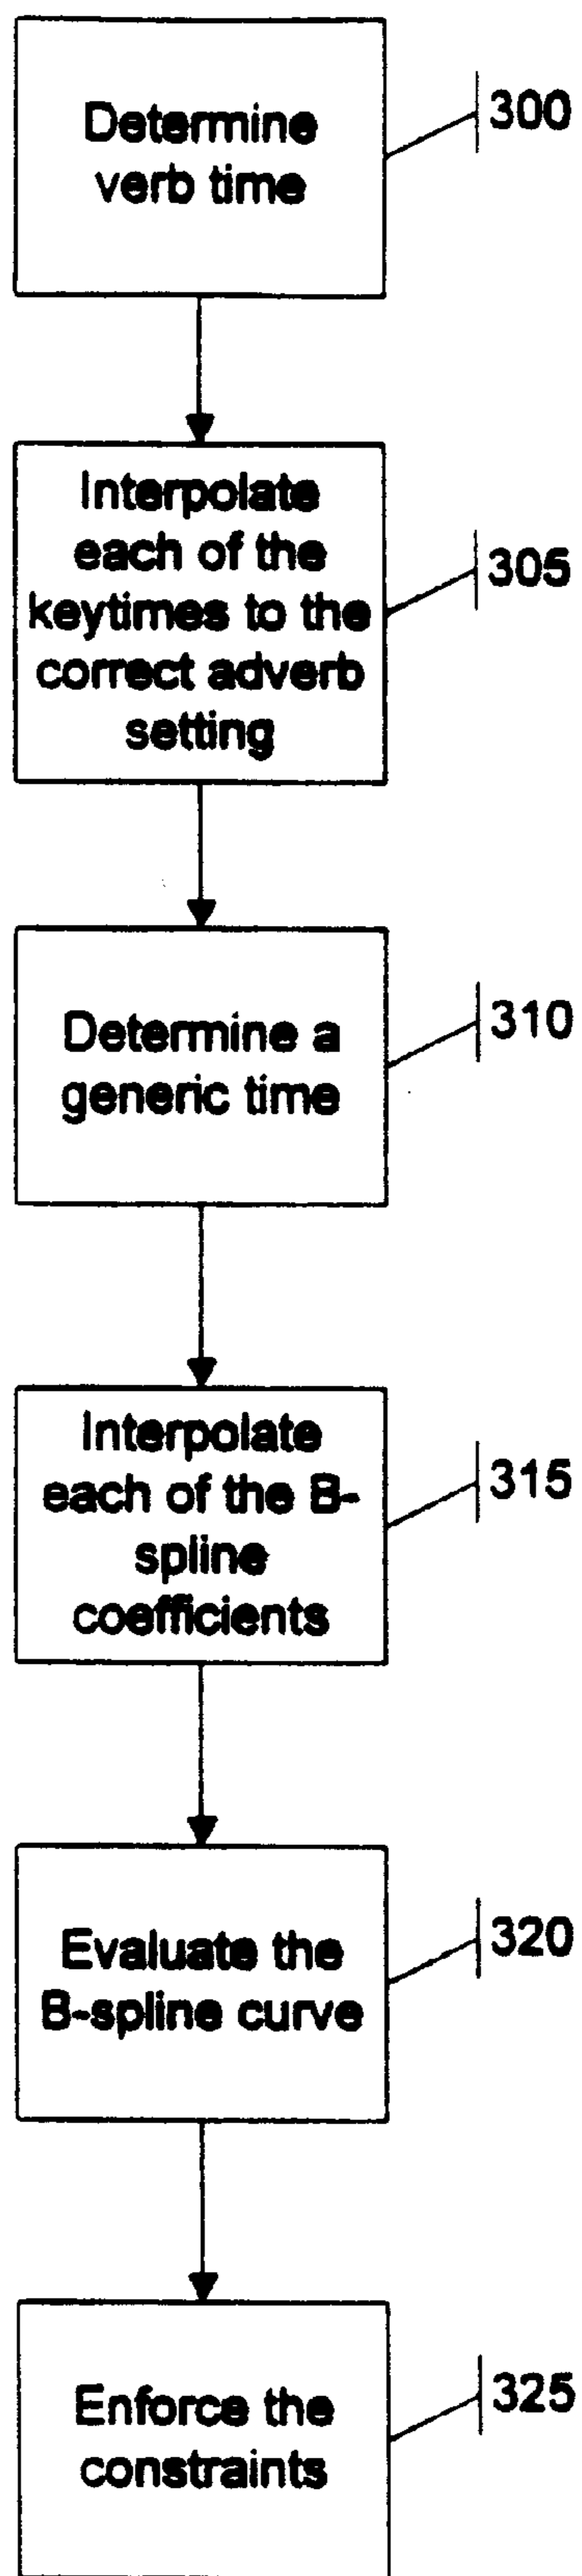 Determine
verb time
300
Interpolate
each of the
keytimes to the
correct adverb
setting
305
Determine a
generic time
310
Interpolate
each of the B-
spline
coefficients
315
Evaluate the
B-spline curve
320
Enforce the
constraints
325